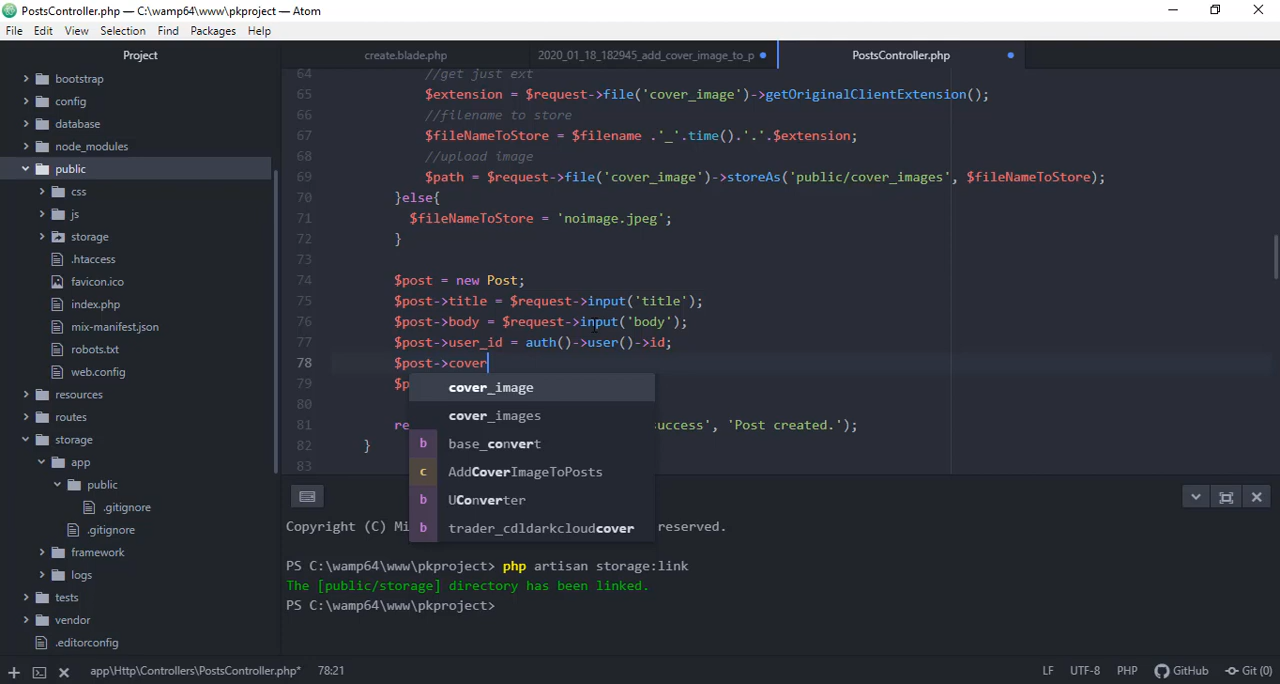 PostsController.php — C:\wamp64\www\pkproject — Atom
File Edit View Selection Find Packages Help
Project
create.blade.php 2020_01_18_182945_add_cover_image_to_p PostsController.php
bootstrap
config
database
node_modules
public
css
js
storage
.htaccess
favicon.ico
index.php
mix-manifest.json
robots.txt
web.config
resources
routes
storage
app
public
.gitignore
.gitignore
framework
logs
tests
vendor
.editorconfig
64 //get just ext
65 $extension = $request->file('cover_image')->getOriginalClientExtension();
66 //filename to store
67 $fileNameToStore = $filename .'_'.time().'.'.$extension;
68 //upload image
69 $path = $request->file('cover_image')->storeAs('public/cover_images', $fileNameToStore);
70 }else{
71 $fileNameToStore = 'noimage.jpeg';
72 }
73
74 $post = new Post;
75 $post->title = $request->input('title');
76 $post->body = $request->input('body');
77 $post->user_id = auth()->user()->id;
78 $post->cover
79 $p
80
81 re success', 'Post created.');
82 }
83
cover_image
cover_images
b base_convert
c AddCoverImageToPosts
b UConverter
b trader_cdldarkcloudcover
Copyright (C) Mi reserved.
PS C:\wamp64\www\pkproject> php artisan storage:link
The [public/storage] directory has been linked.
PS C:\wamp64\www\pkproject>
app\Http\Controllers\PostsController.php* 78:21 LF UTF-8 PHP GitHub Git (0)